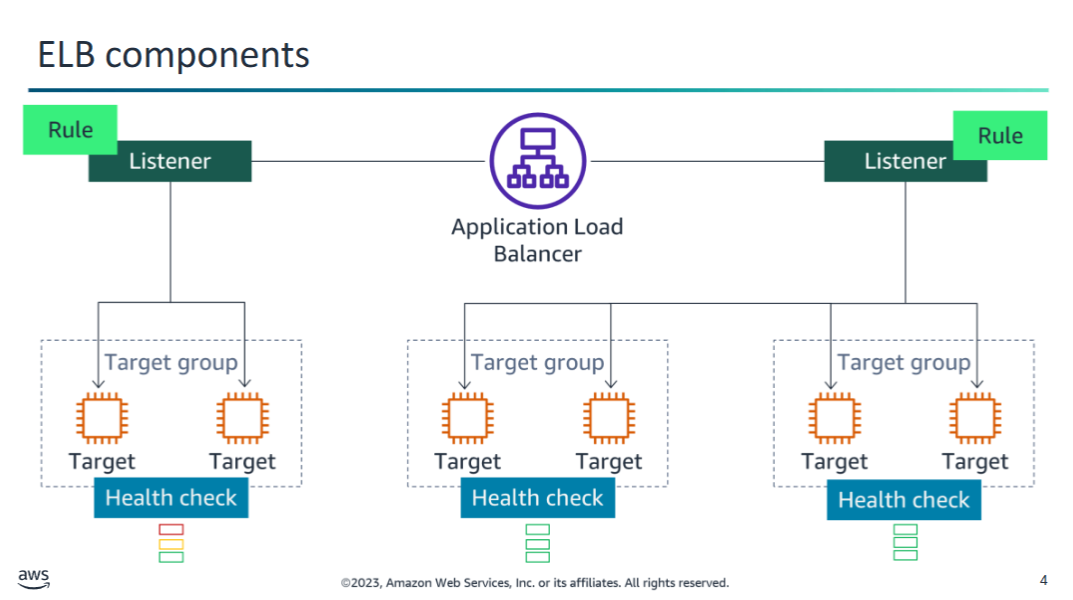 ELB components
Rule
Listener
Application Load
Balancer
Listener
Rule
Target group
Target
Target
Health check
Target group
Target
Target
Health check
Target group
Target
Target
Health check
aws
©2023, Amazon Web Services, Inc. or its affiliates. All rights reserved.
4